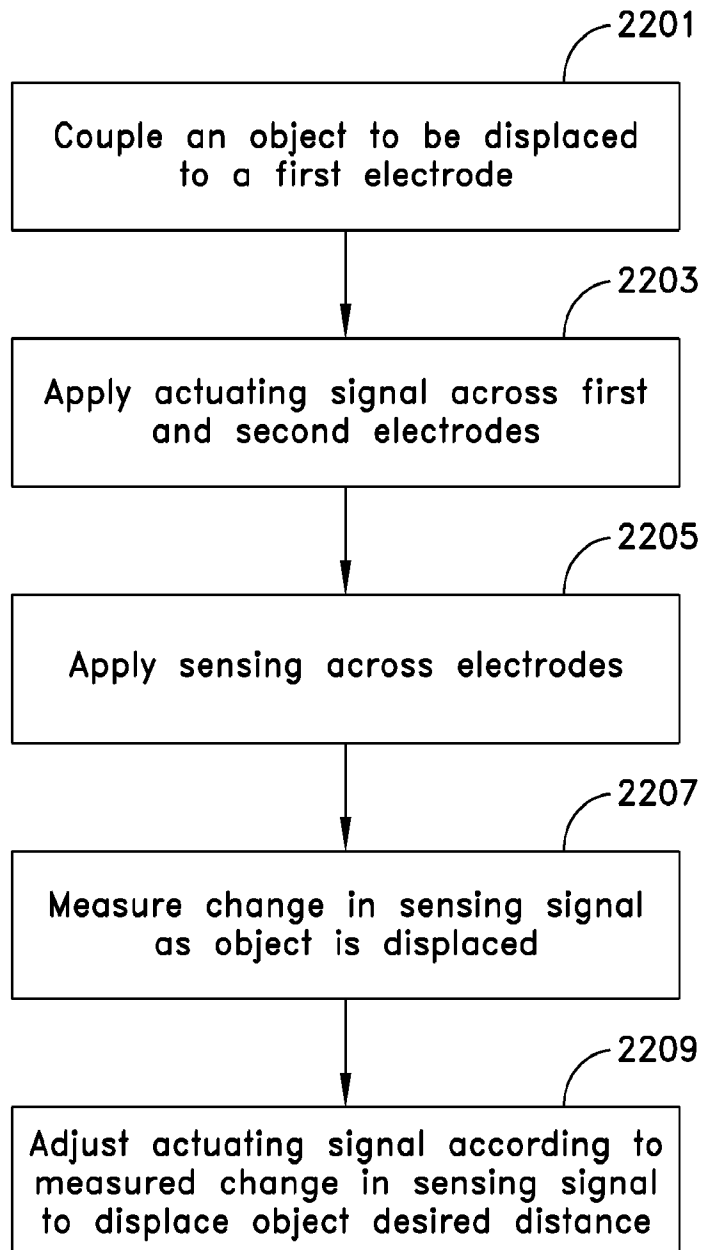 2201
Couple an object to be displaced
to a first electrode
2203
Apply actuating signal across first
and second electrodes
2205
Apply sensing across electrodes
2207
Measure change in sensing signal
as object is displaced
2209
Adjust actuating signal according to
measured change in sensing signal
to displace object desired distance